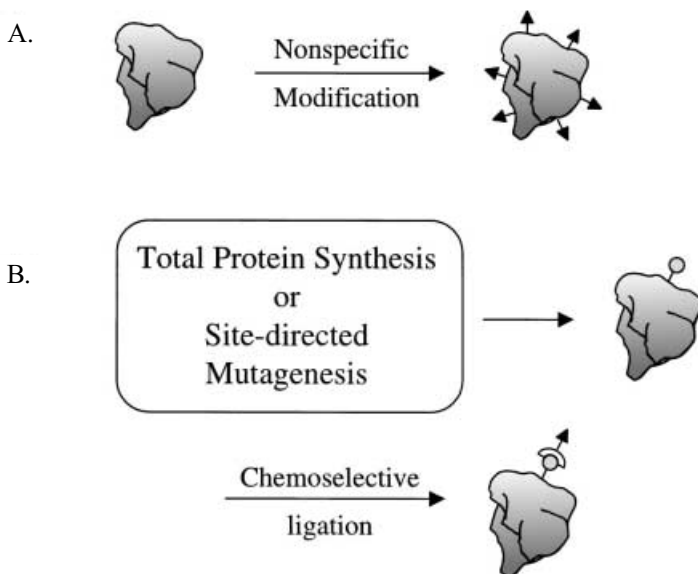 A.
Nonspecific
Modification
B.
Total Protein Synthesis
or
Site-directed
Mutagenesis
Chemoselective
ligation